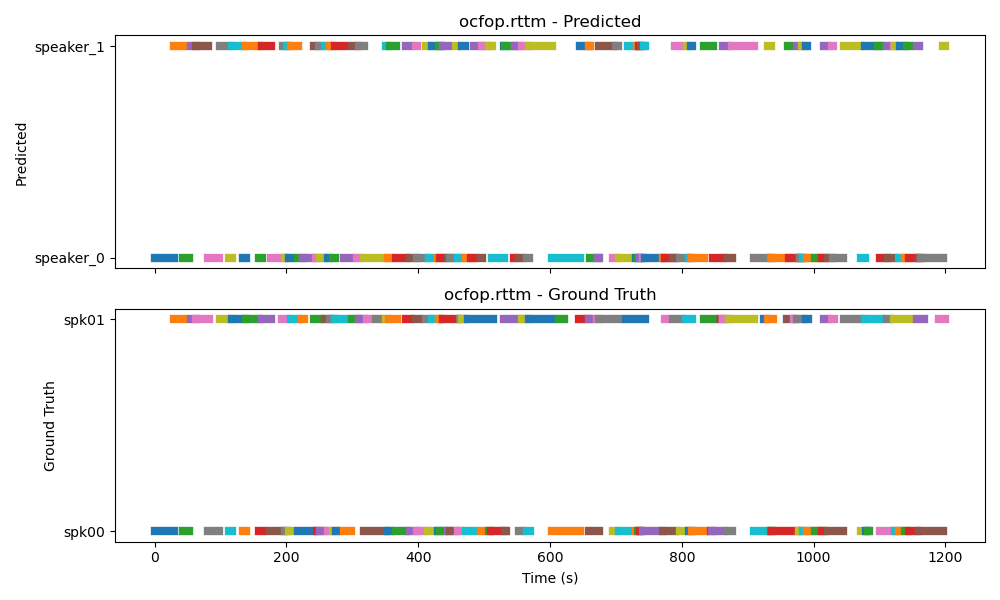 ocfop.rttm - Predicted
speaker_1
Predicted
speaker_0
ocfop.rttm - Ground Truth
spk01
Ground Truth
spk00
0 200 400 600 800 1000 1200
Time (s)